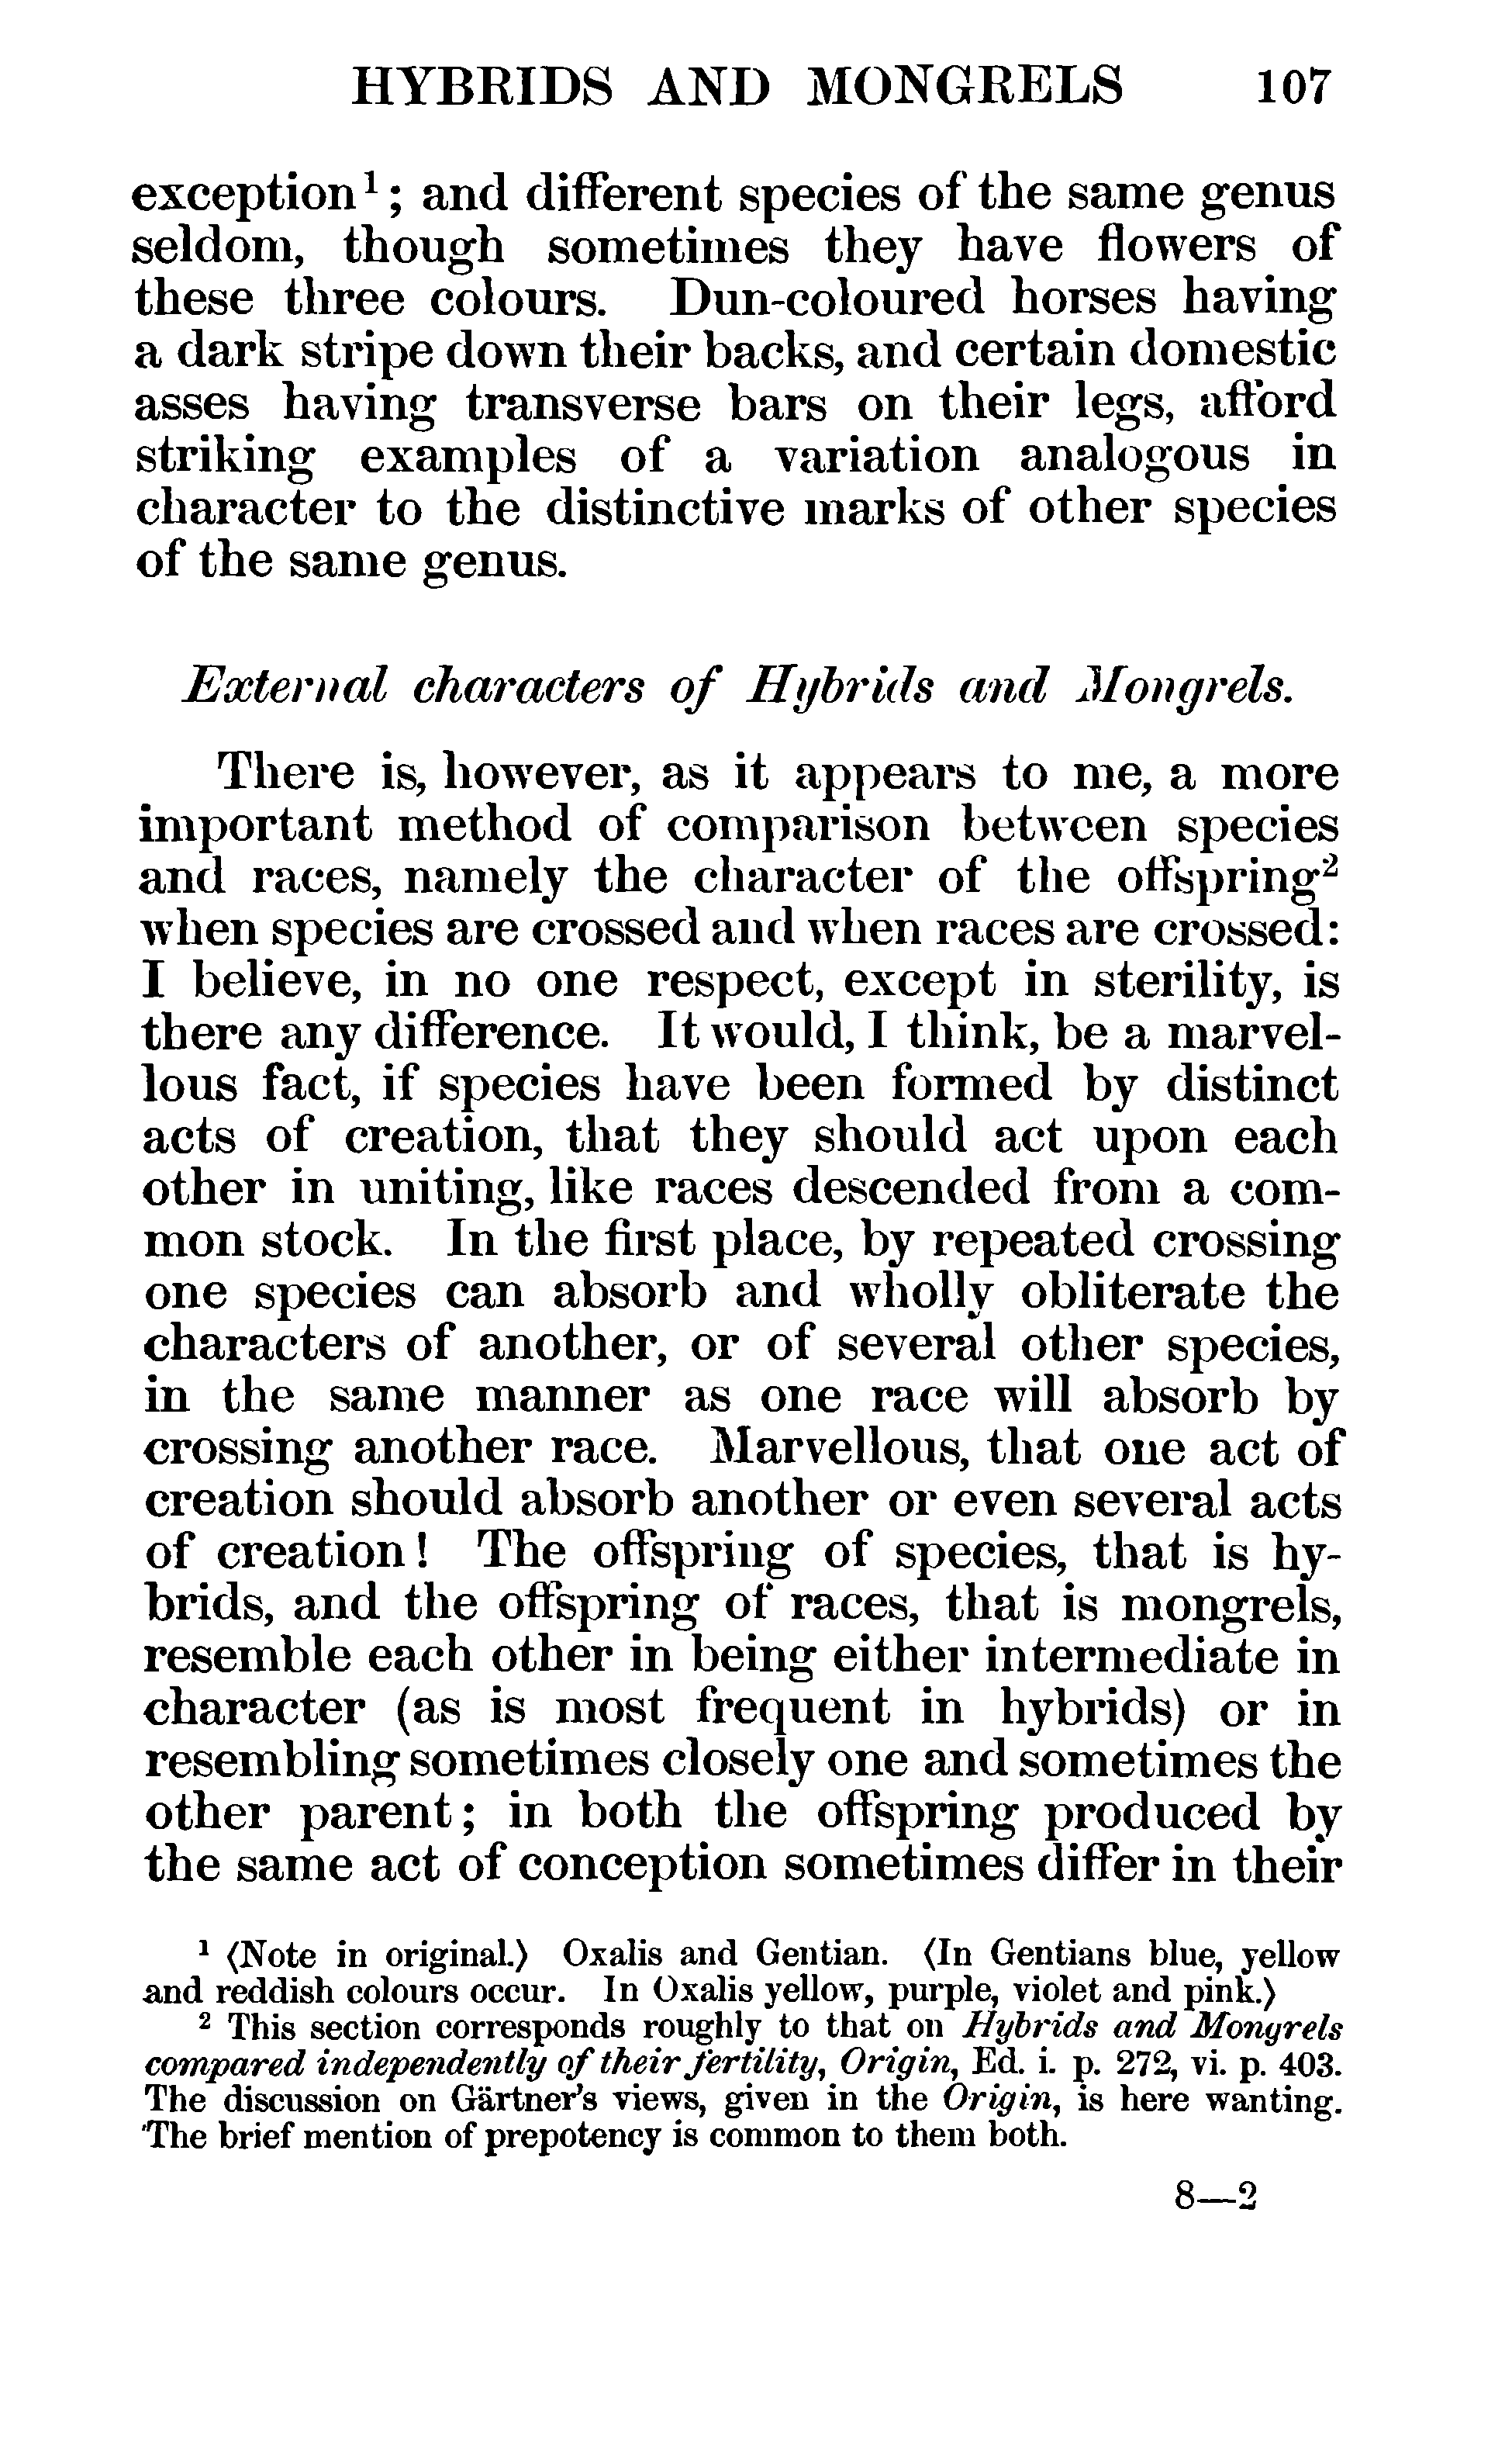 HYBRIDS AND MONGRELS 107
exception¹; and different species of the same genus
seldom, though sometimes they have flowers of
these three colours. Dun-coloured horses having
a dark stripe down their backs, and certain domestic
asses having transverse bars on their legs, afford
striking examples of a variation analogous in
character to the distinctive marks of other species
of the same genus.
External characters of Hybrids and Mongrels.
There is, however, as it appears to me, a more
important method of comparison between species
and races, namely the character of the offspring²
when species are crossed and when races are crossed:
I believe, in no one respect, except in sterility, is
there any difference. It would, I think, be a marvel-
lous fact, if species have been formed by distinct
acts of creation, that they should act upon each
other in uniting, like races descended from a com-
mon stock. In the first place, by repeated crossing
one species can absorb and wholly obliterate the
characters of another, or of several other species,
in the same manner as one race will absorb by
crossing another race. Marvellous, that one act of
creation should absorb another or even several acts
of creation! The offspring of species, that is hy-
brids, and the offspring of races, that is mongrels,
resemble each other in being either intermediate in
character (as is most frequent in hybrids) or in
resembling sometimes closely one and sometimes the
other parent; in both the offspring produced by
the same act of conception sometimes differ in their
¹ ⟨Note in original.⟩ Oxalis and Gentian. ⟨In Gentians blue, yellow
and reddish colours occur. In Oxalis yellow, purple, violet and pink.⟩
² This section corresponds roughly to that on Hybrids and Mongrels
compared independently of their fertility, Origin, Ed. i. p. 272, vi. p. 403.
The discussion on Gärtner's views, given in the Origin, is here wanting.
The brief mention of prepotency is common to them both.
8—2